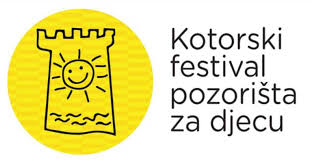 Kotorski
festival
pozorišta
za djecu